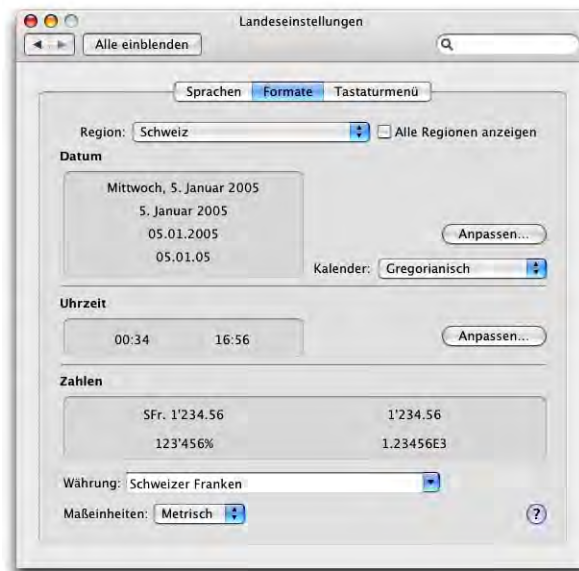 Landeseinstellungen
Alle einblenden
Sprachen Formate Tastaturmenü
Region: Schweiz Alle Regionen anzeigen
Datum
Mittwoch, 5. Januar 2005
5. Januar 2005
05.01.2005
05.01.05
Anpassen...
Kalender: Gregorianisch
Uhrzeit
00:34 16:56 Anpassen...
Zahlen
SFr. 1'234.56 1'234.56
123'456% 1.23456E3
Währung: Schweizer Franken
Maßeinheiten: Metrisch ?